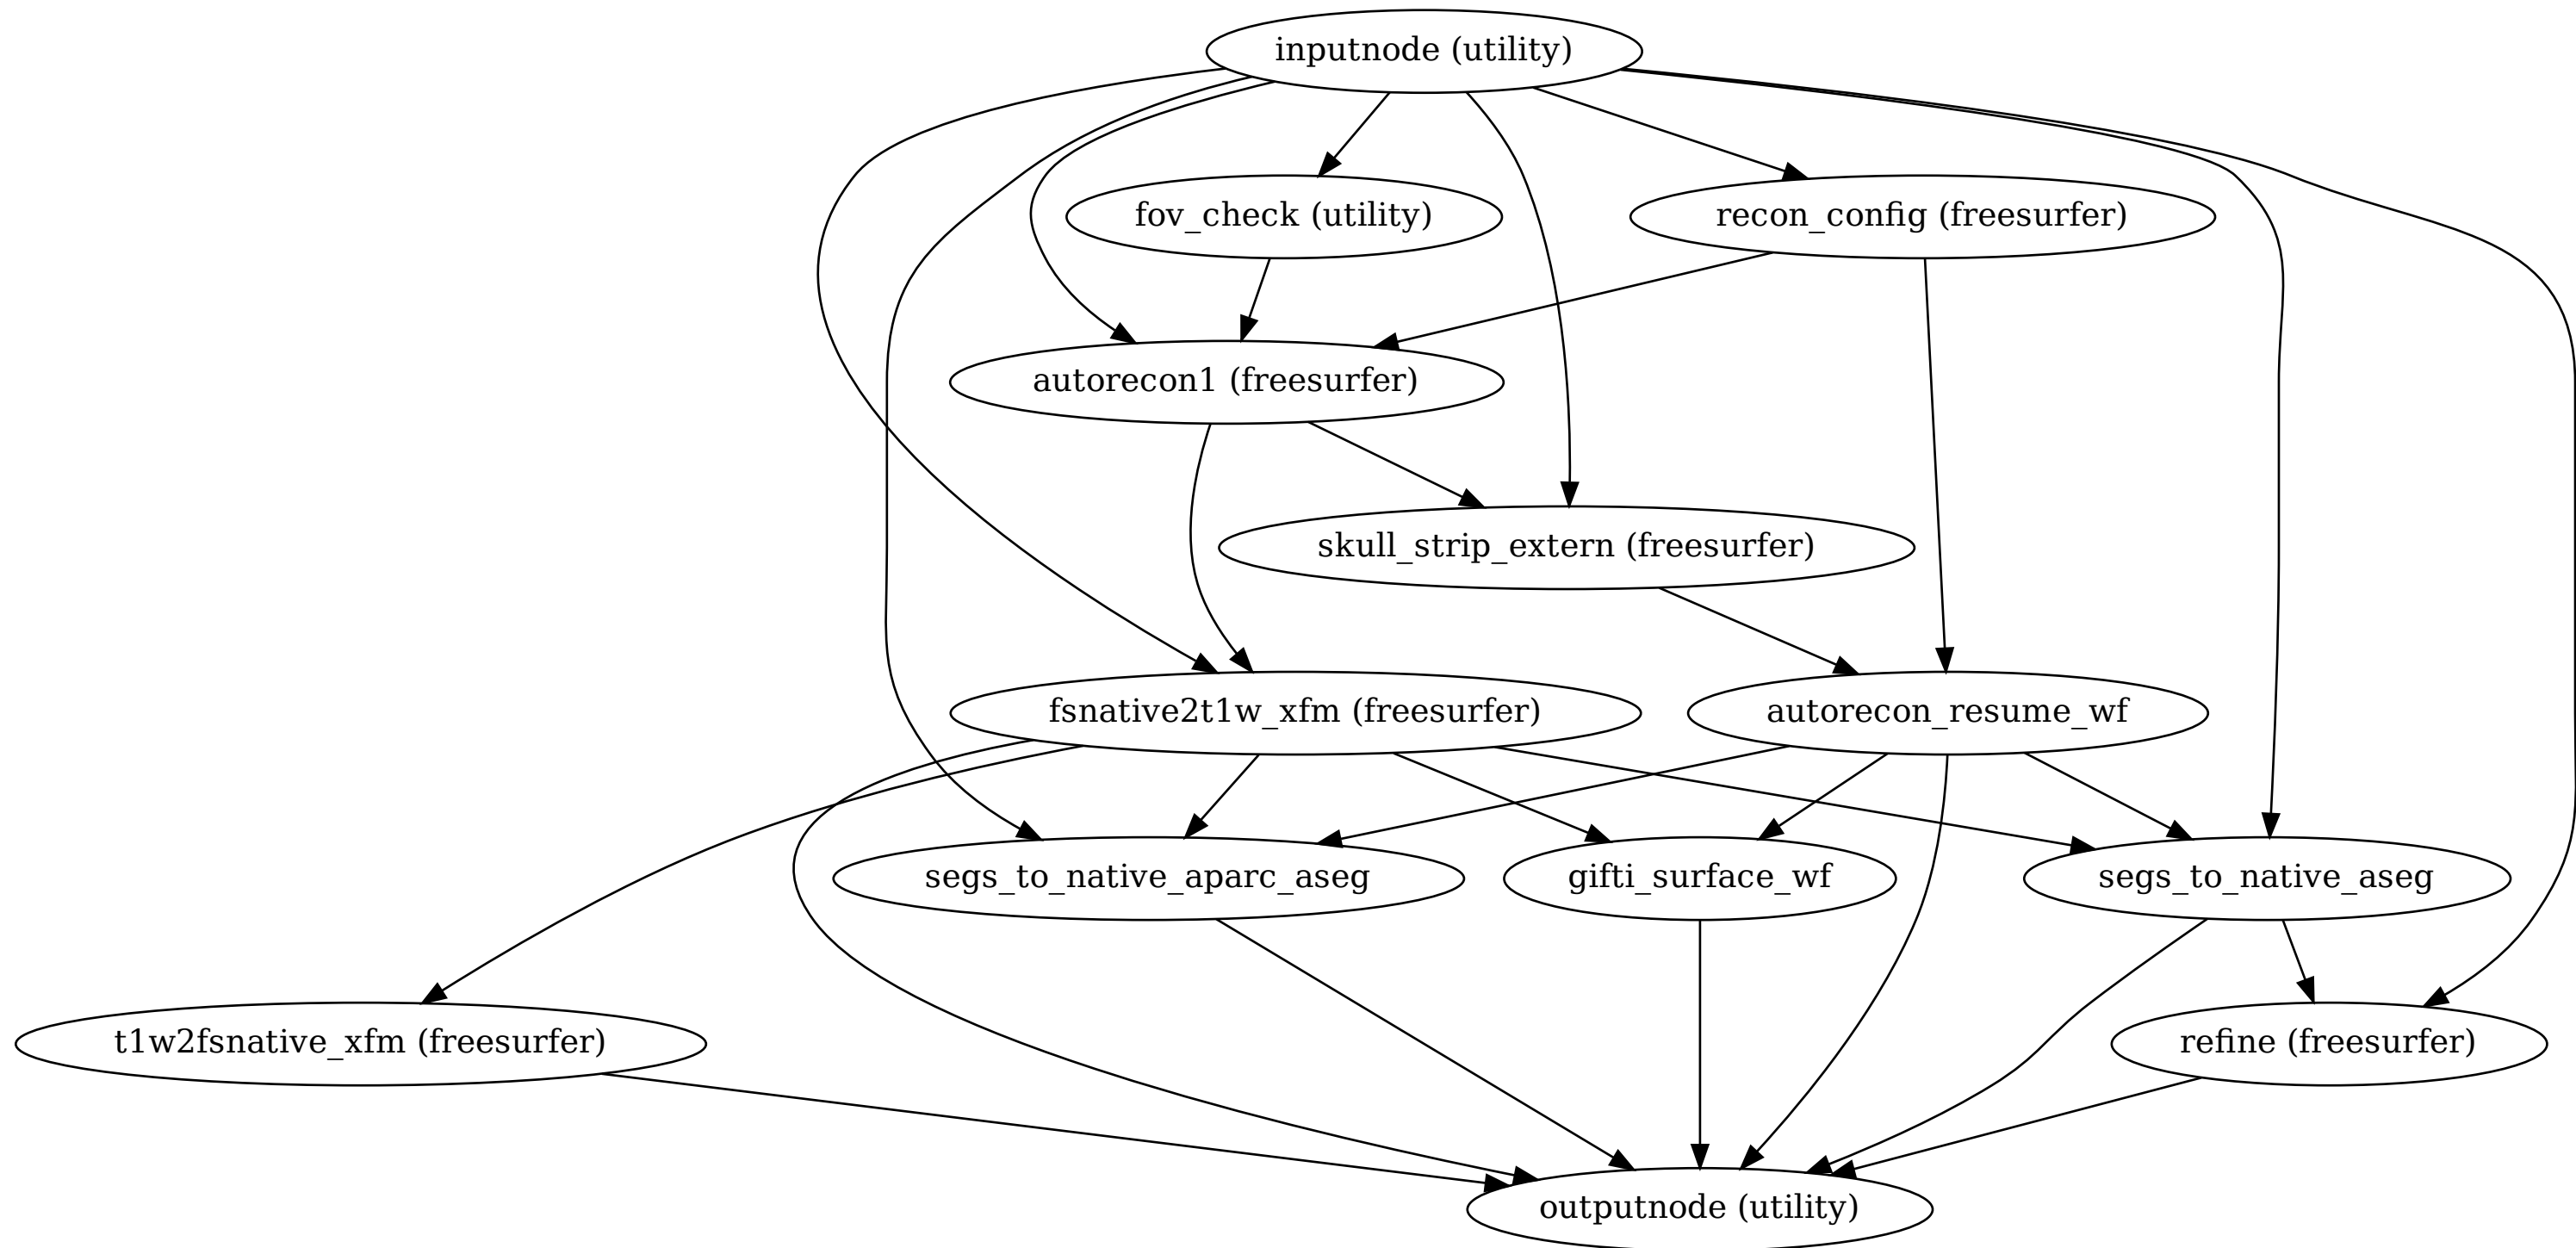 inputnode (utility)
fov_check (utility)
recon_config (freesurfer)
autorecon1 (freesurfer)
skull_strip_extern (freesurfer)
fsnative2t1w_xfm (freesurfer)
autorecon_resume_wf
segs_to_native_aparc_aseg
gifti_surface_wf
segs_to_native_aseg
t1w2fsnative_xfm (freesurfer)
refine (freesurfer)
outputnode (utility)